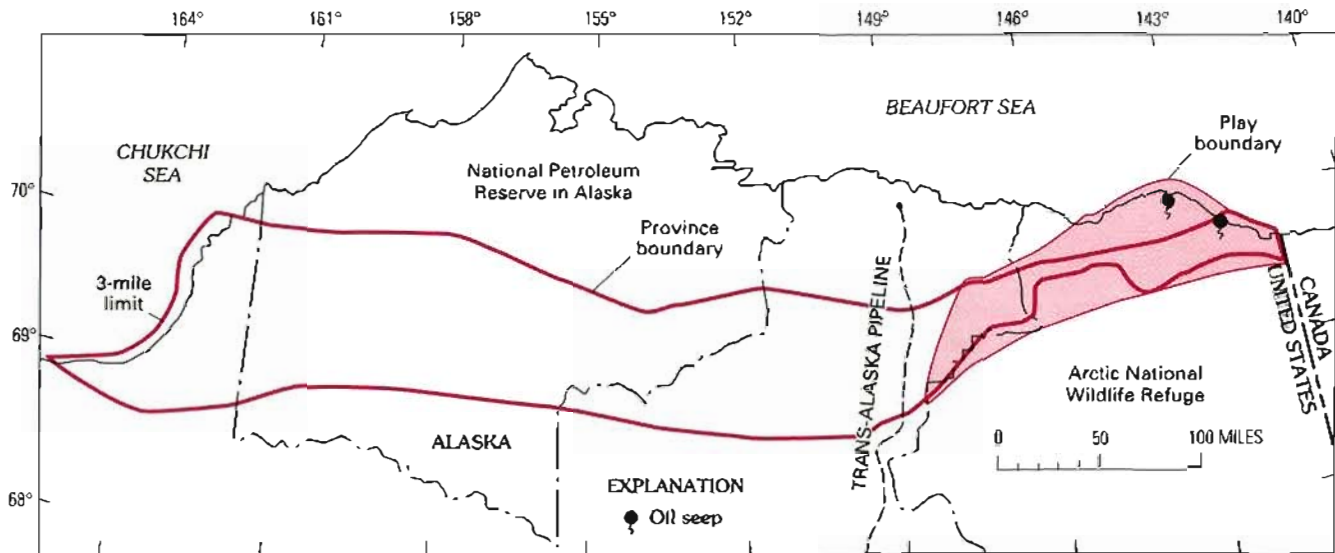 164° 161° 158° 155° 152° 149° 146° 143° 140°
BEAUFORT SEA
Play
boundary
CHUKCHI
SEA
National Petroleum
Reserve in Alaska
70°
Province
boundary
3-mile
limit
TRANS-ALASKA PIPELINE
CANADA
UNITED STATES
69°
Arctic National
Wildlife Refuge
ALASKA
0 50 100 MILES
68°
EXPLANATION
Oil seep